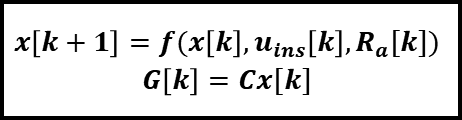 x[k + 1] = f(x[k], u_ins[k], R_a[k])
G[k] = Cx[k]